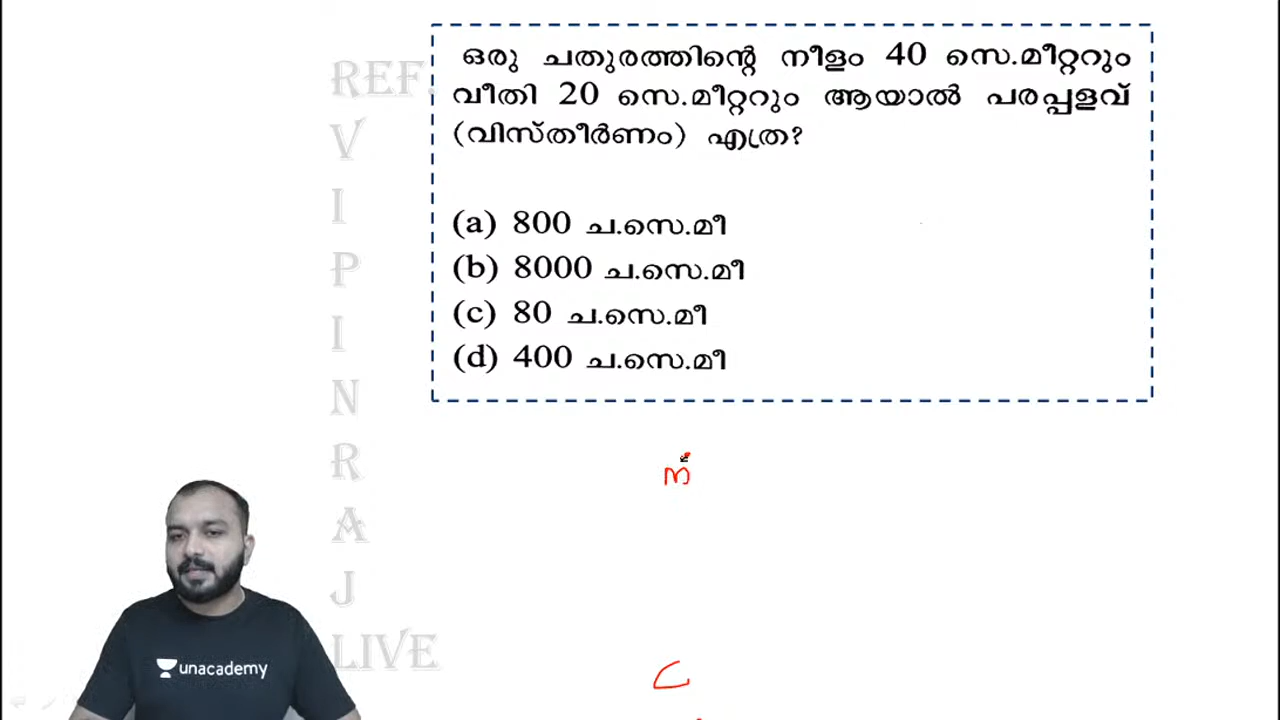 ഒരു ചതുരത്തിന്റെ നീളം 40 സെ.മീറ്ററും
വീതി 20 സെ.മീറ്ററും ആയാൽ പരപ്പളവ്
(വിസ്തീർണം) എത്ര?
(a) 800 ച.സെ.മീ
(b) 8000 ച.സെ.മീ
(c) 80 ച.സെ.മീ
(d) 400 ച.സെ.മീ
REF.
V
I
P
I
N
R
A
J
LIVE
unacademy